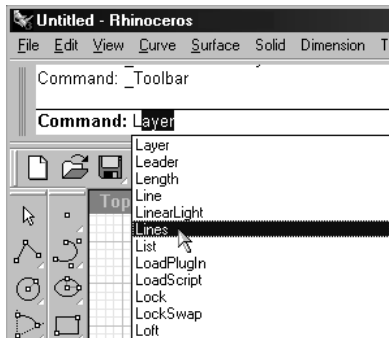 Untitled - Rhinoceros
File Edit View Curve Surface Solid Dimension T
Command: _Toolbar
Command: Layer
Layer
Leader
Length
Line
LinearLight
Lines
List
LoadPlugIn
LoadScript
Lock
LockSwap
Loft
Top